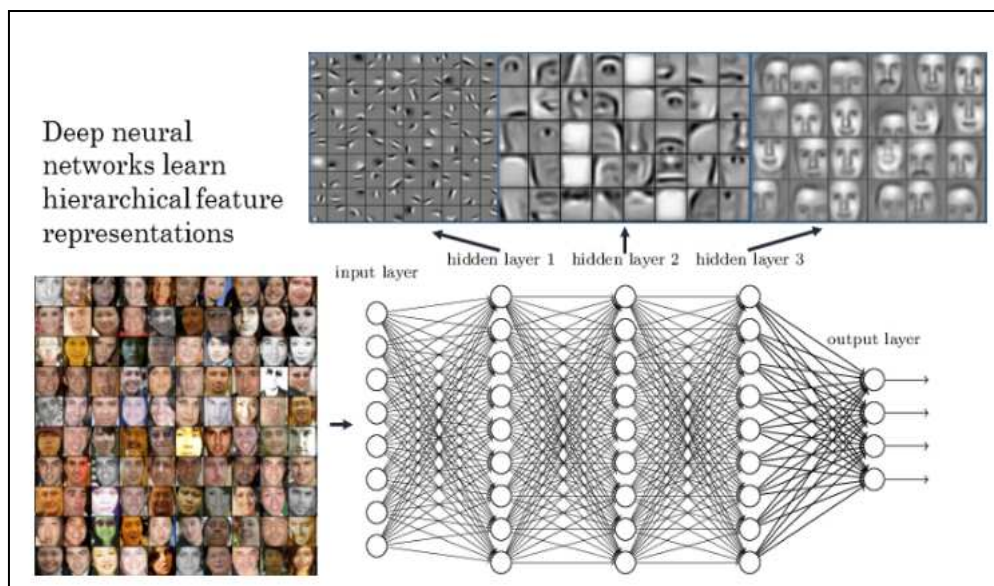 Deep neural
networks learn
hierarchical feature
representations
input layer
hidden layer 1
hidden layer 2
hidden layer 3
output layer